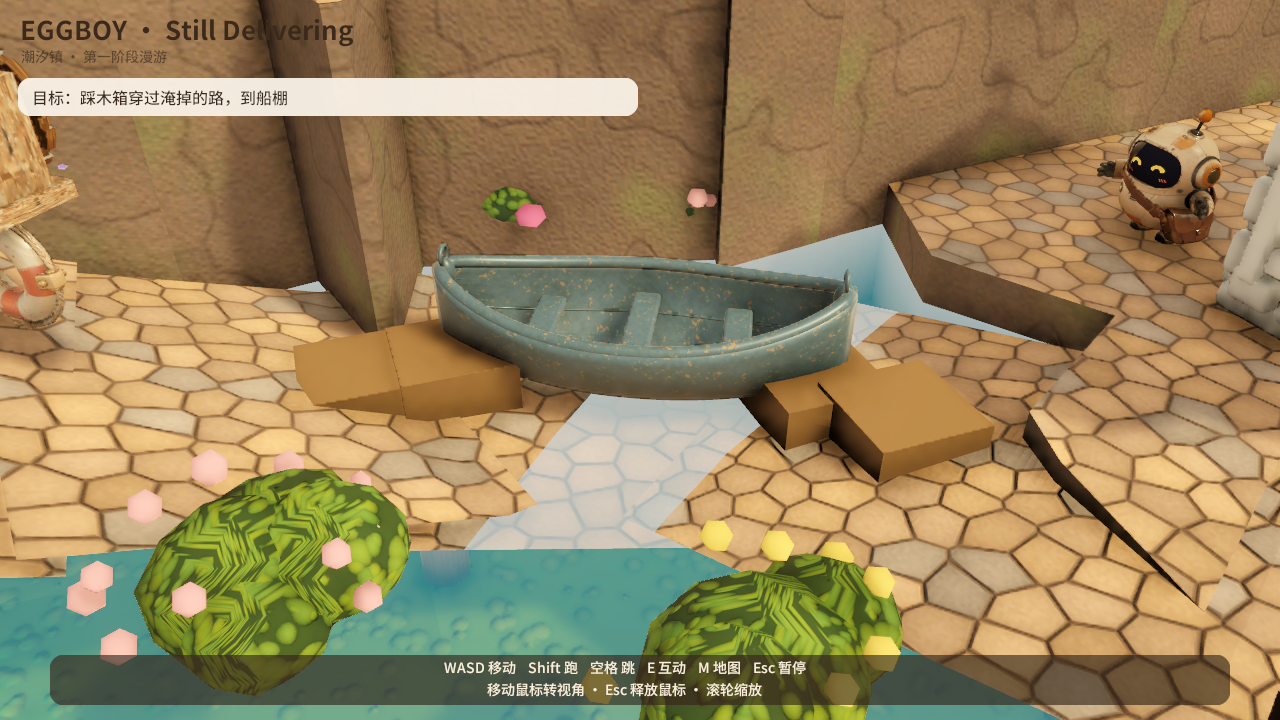 EGGBOY · Still Delivering
潮汐镇 · 第一阶段漫游
目标：踩木箱穿过淹掉的路，到船棚
WASD 移动 Shift 跑 空格 跳 E 互动 M 地图 Esc 暂停
移动鼠标转视角 · Esc 释放鼠标 · 滚轮缩放